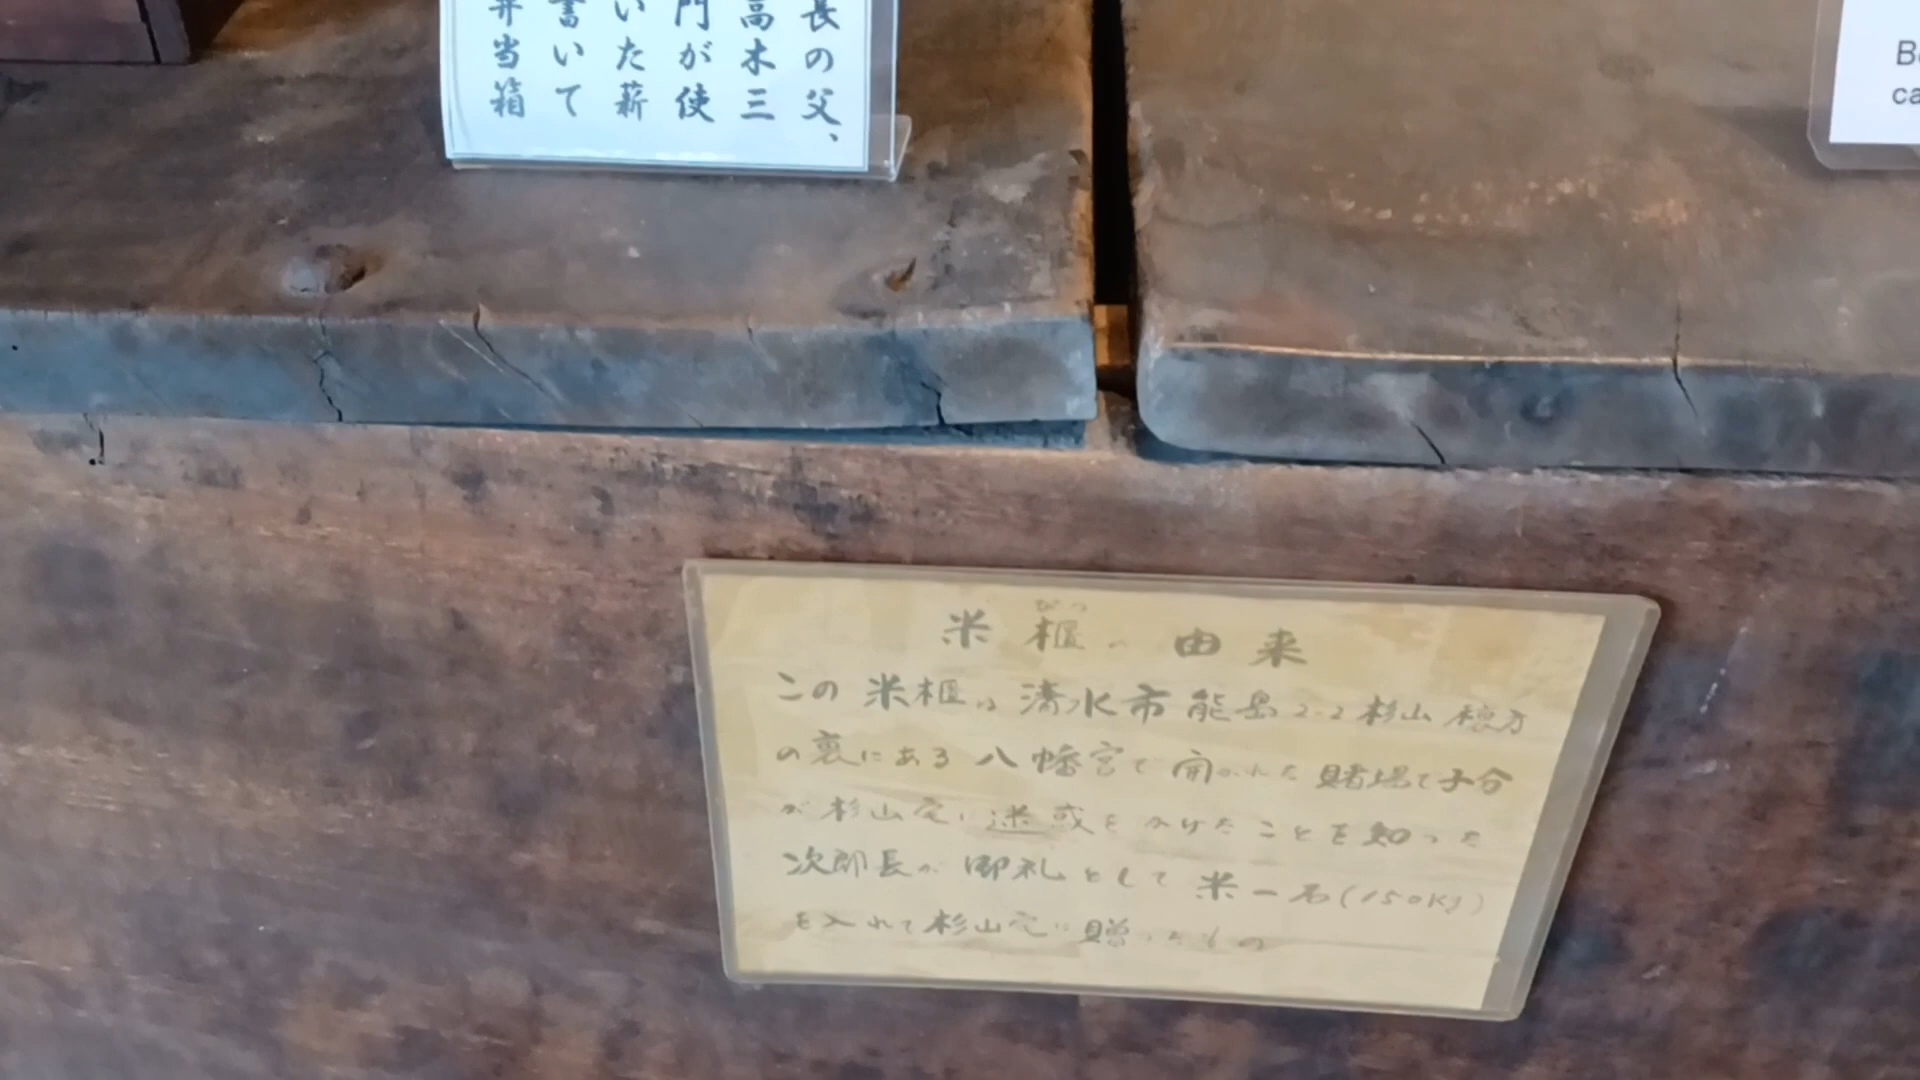 長の父、
高木三
門が使
いた薪
書いて
弁当箱
Be
ca
びつ
米櫃の由来
この米櫃は清水市能島2-2杉山穂方
の裏にある八幡宮で開かれた賭場で子分
が杉山宅に迷惑をかけたことを知った
次郎長が御礼として米一石(150Kg)
を入れて杉山宅に贈ったもの